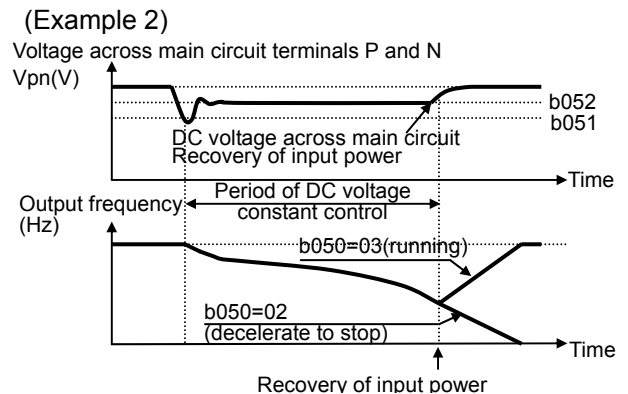 (Example 2)
Voltage across main circuit terminals P and N
Vpn(V)
b052
b051
DC voltage across main circuit
Recovery of input power
Time
Output frequency
(Hz)
Period of DC voltage
constant control
b050=03(running)
b050=02
(decelerate to stop)
Time
Recovery of input power